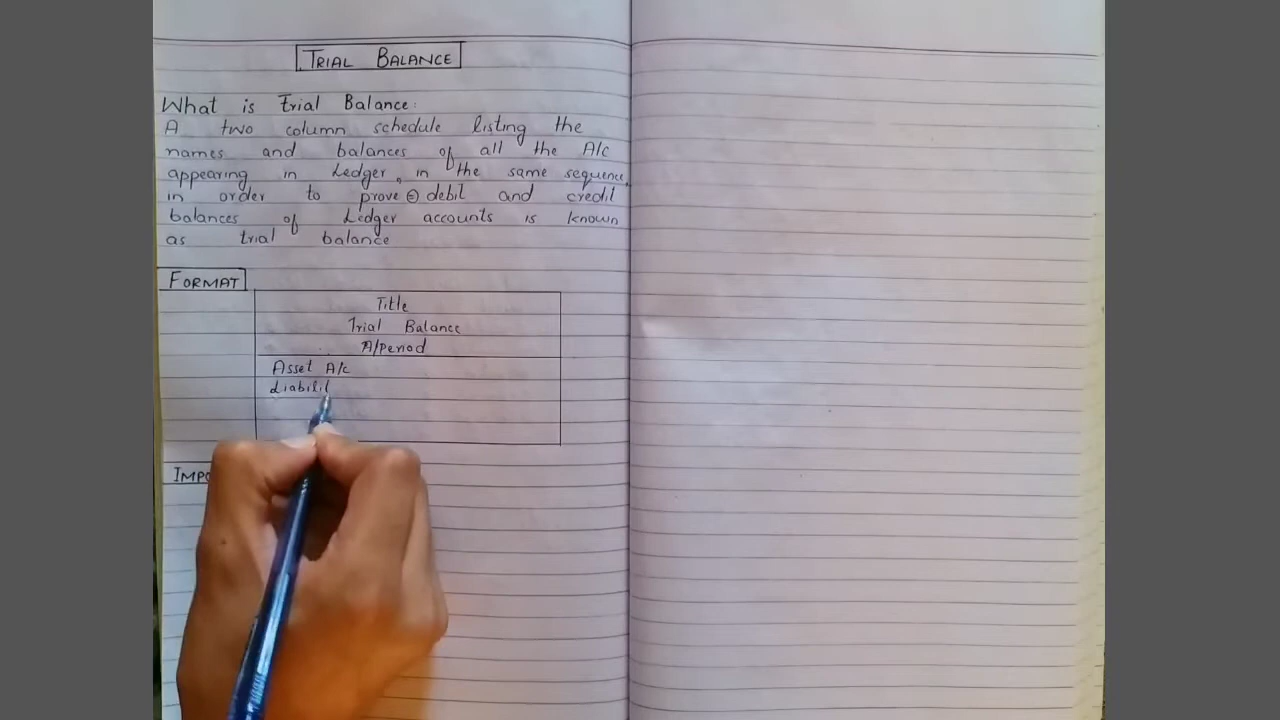 TRIAL BALANCE
What is Trial Balance:
A two column schedule listing the
names and balances of all the A/c
appearing in Ledger, in the same sequence,
in order to prove debit and credit
balances of Ledger accounts is known
as trial balance
FORMAT
Title
Trial Balance
A/Period
Asset A/c
Liabilit
IMPO